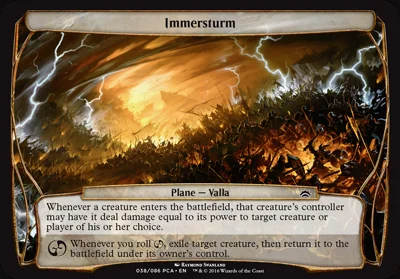 Immersturm
Plane — Valla
Whenever a creature enters the battlefield, that creature's controller
may have it deal damage equal to its power to target creature or
player of his or her choice.
Whenever you roll , exile target creature, then return it to the
battlefield under its owner's control.
Raymond Swanland
038/086 PCA • EN ™ & © 2016 Wizards of the Coast